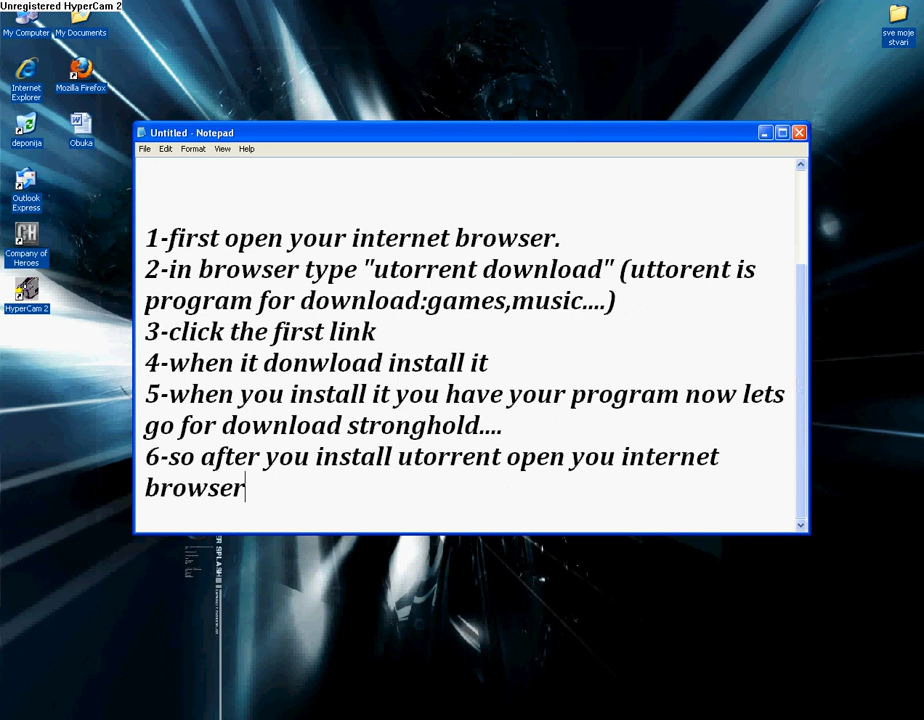 Unregistered HyperCam 2
My Computer
My Documents
sve moje
stvari
Internet
Explorer
Mozilla Firefox
deponija
Obuka
Outlook
Express
Company of
Heroes
HyperCam 2
Untitled - Notepad
File Edit Format View Help
1-first open your internet browser.
2-in browser type "utorrent download" (uttorent is
program for download:games,music....)
3-click the first link
4-when it donwload install it
5-when you install it you have your program now lets
go for download stronghold....
6-so after you install utorrent open you internet
browser